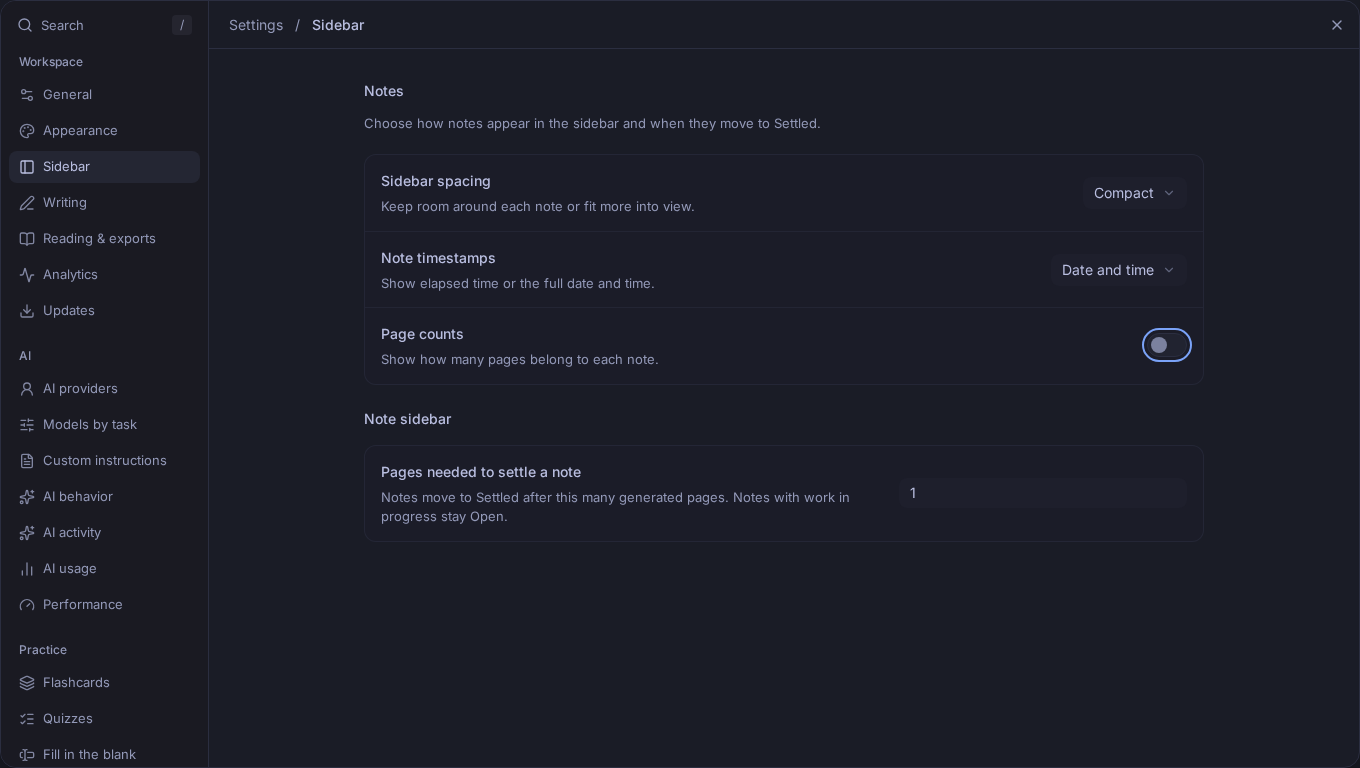 Search /
Workspace
General
Appearance
Sidebar
Writing
Reading & exports
Analytics
Updates
AI
AI providers
Models by task
Custom instructions
AI behavior
AI activity
AI usage
Performance
Practice
Flashcards
Quizzes
Fill in the blank
Settings / Sidebar
Notes
Choose how notes appear in the sidebar and when they move to Settled.
Sidebar spacing
Keep room around each note or fit more into view.
Compact
Note timestamps
Show elapsed time or the full date and time.
Date and time
Page counts
Show how many pages belong to each note.
Note sidebar
Pages needed to settle a note
Notes move to Settled after this many generated pages. Notes with work in
progress stay Open.
1